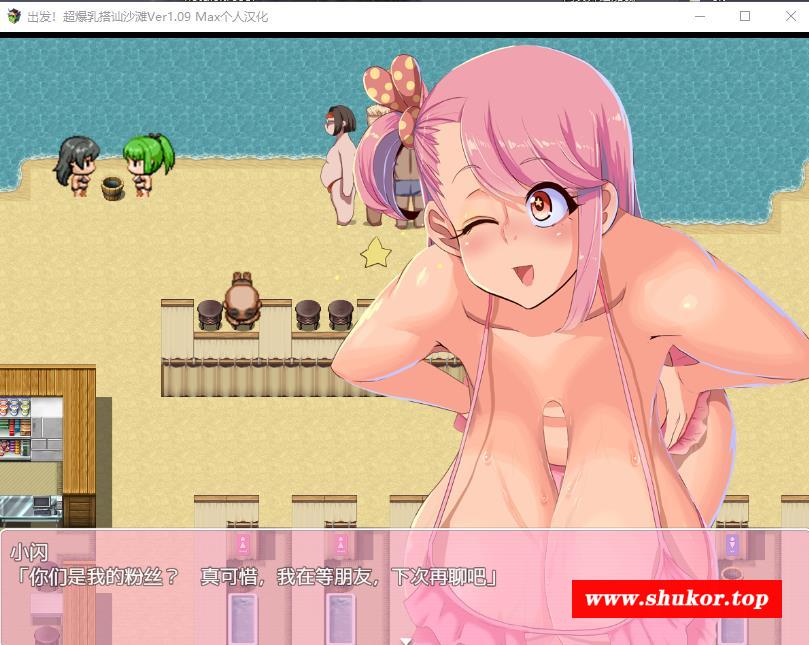 出发！超爆乳搭讪沙滩Ver1.09 Max个人汉化
小闪
「你们是我的粉丝？　真可惜，我在等朋友，下次再聊吧」
www.shukor.top